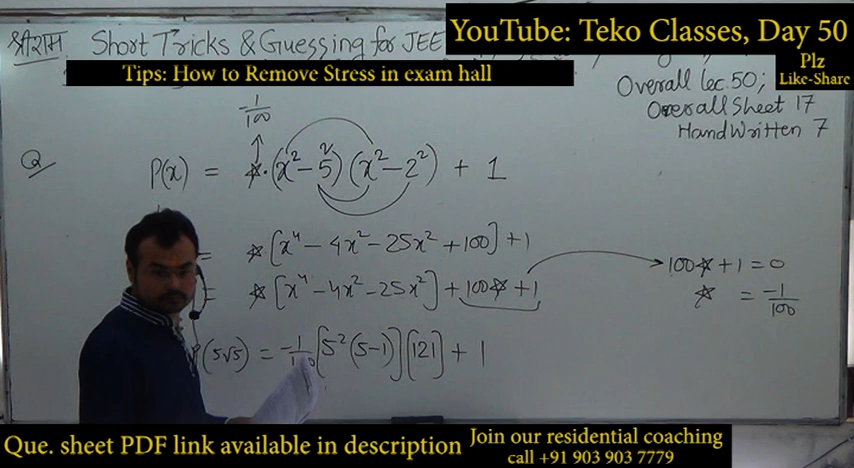 YouTube: Teko Classes, Day 50
Plz
Like-Share
श्रीराम Short Tricks & Guessing for JEE
Tips: How to Remove Stress in exam hall
Overall lec. 50;
Overall Sheet 17
HandWritten 7
-1/100
Q P(x) = ☆·(x² - 5²)(x² - 2²) + 1
= ☆[x⁴ - 4x² - 25x² + 100] + 1
100☆ + 1 = 0
= ☆[x⁴ - 4x² - 25x²] + 100☆ + 1
☆ = -1/100
(5√5) = -1/100 [5²(5-1)][121] + 1
Que. sheet PDF link available in description
Join our residential coaching
call +91 903 903 7779